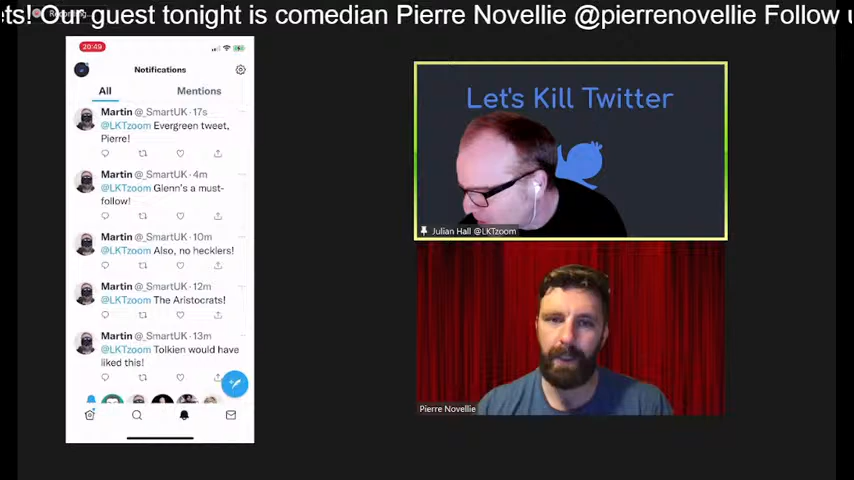 ets! Our guest tonight is comedian Pierre Novellie @pierrenovellie Follow u
Recording
20:49
Notifications
All Mentions
Martin @_SmartUK · 17s
@LKTzoom Evergreen tweet,
Pierre!
Martin @_SmartUK · 4m
@LKTzoom Glenn's a must-
follow!
Martin @_SmartUK · 10m
@LKTzoom Also, no hecklers!
Martin @_SmartUK · 12m
@LKTzoom The Aristocrats!
Martin @_SmartUK · 13m
@LKTzoom Tolkien would have
liked this!
Let's Kill Twitter
Julian Hall @LKTzoom
Pierre Novellie